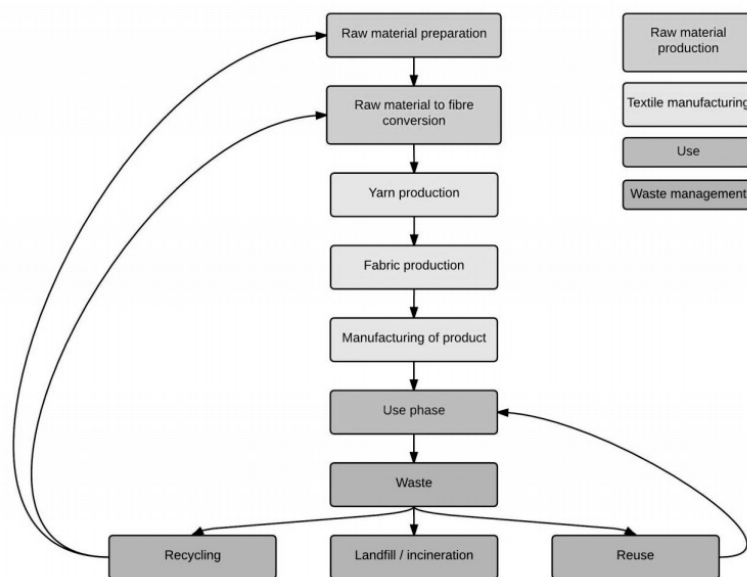 Raw material preparation
Raw material to fibre
conversion
Yarn production
Fabric production
Manufacturing of product
Use phase
Waste
Recycling
Landfill / incineration
Reuse
Raw material
production
Textile manufacturing
Use
Waste management